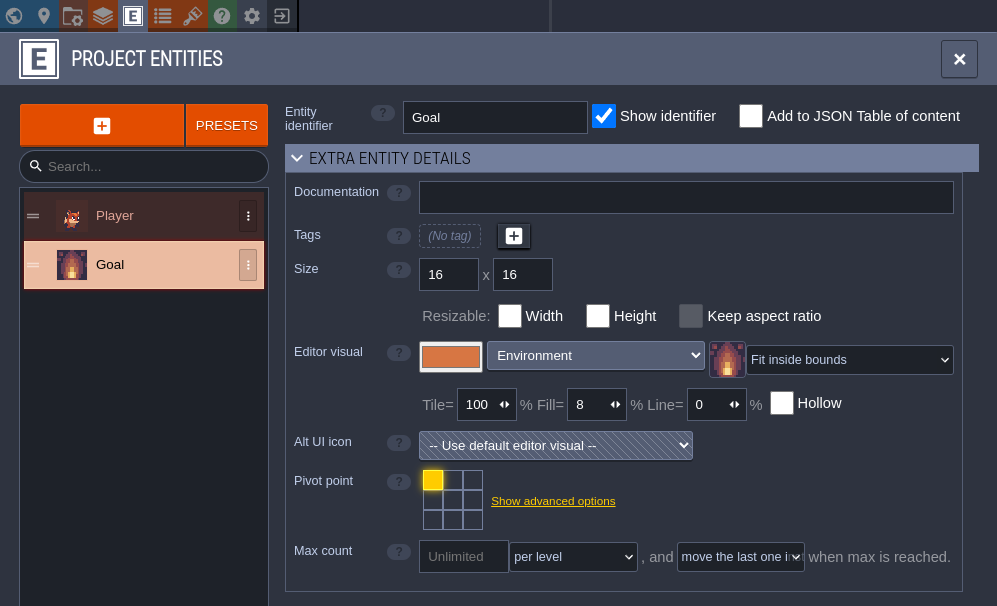 E
?
E
PROJECT ENTITIES
PRESETS
Search...
Player
Goal
Entity identifier
?
Goal
Show identifier
Add to JSON Table of content
EXTRA ENTITY DETAILS
Documentation
?
Tags
?
(No tag)
Size
?
16
x
16
Resizable:
Width
Height
Keep aspect ratio
Editor visual
?
Environment
Fit inside bounds
Tile=
100
%
Fill=
8
%
Line=
0
%
Hollow
Alt UI icon
?
-- Use default editor visual --
Pivot point
?
Show advanced options
Max count
?
Unlimited
per level
, and
move the last one
when max is reached.